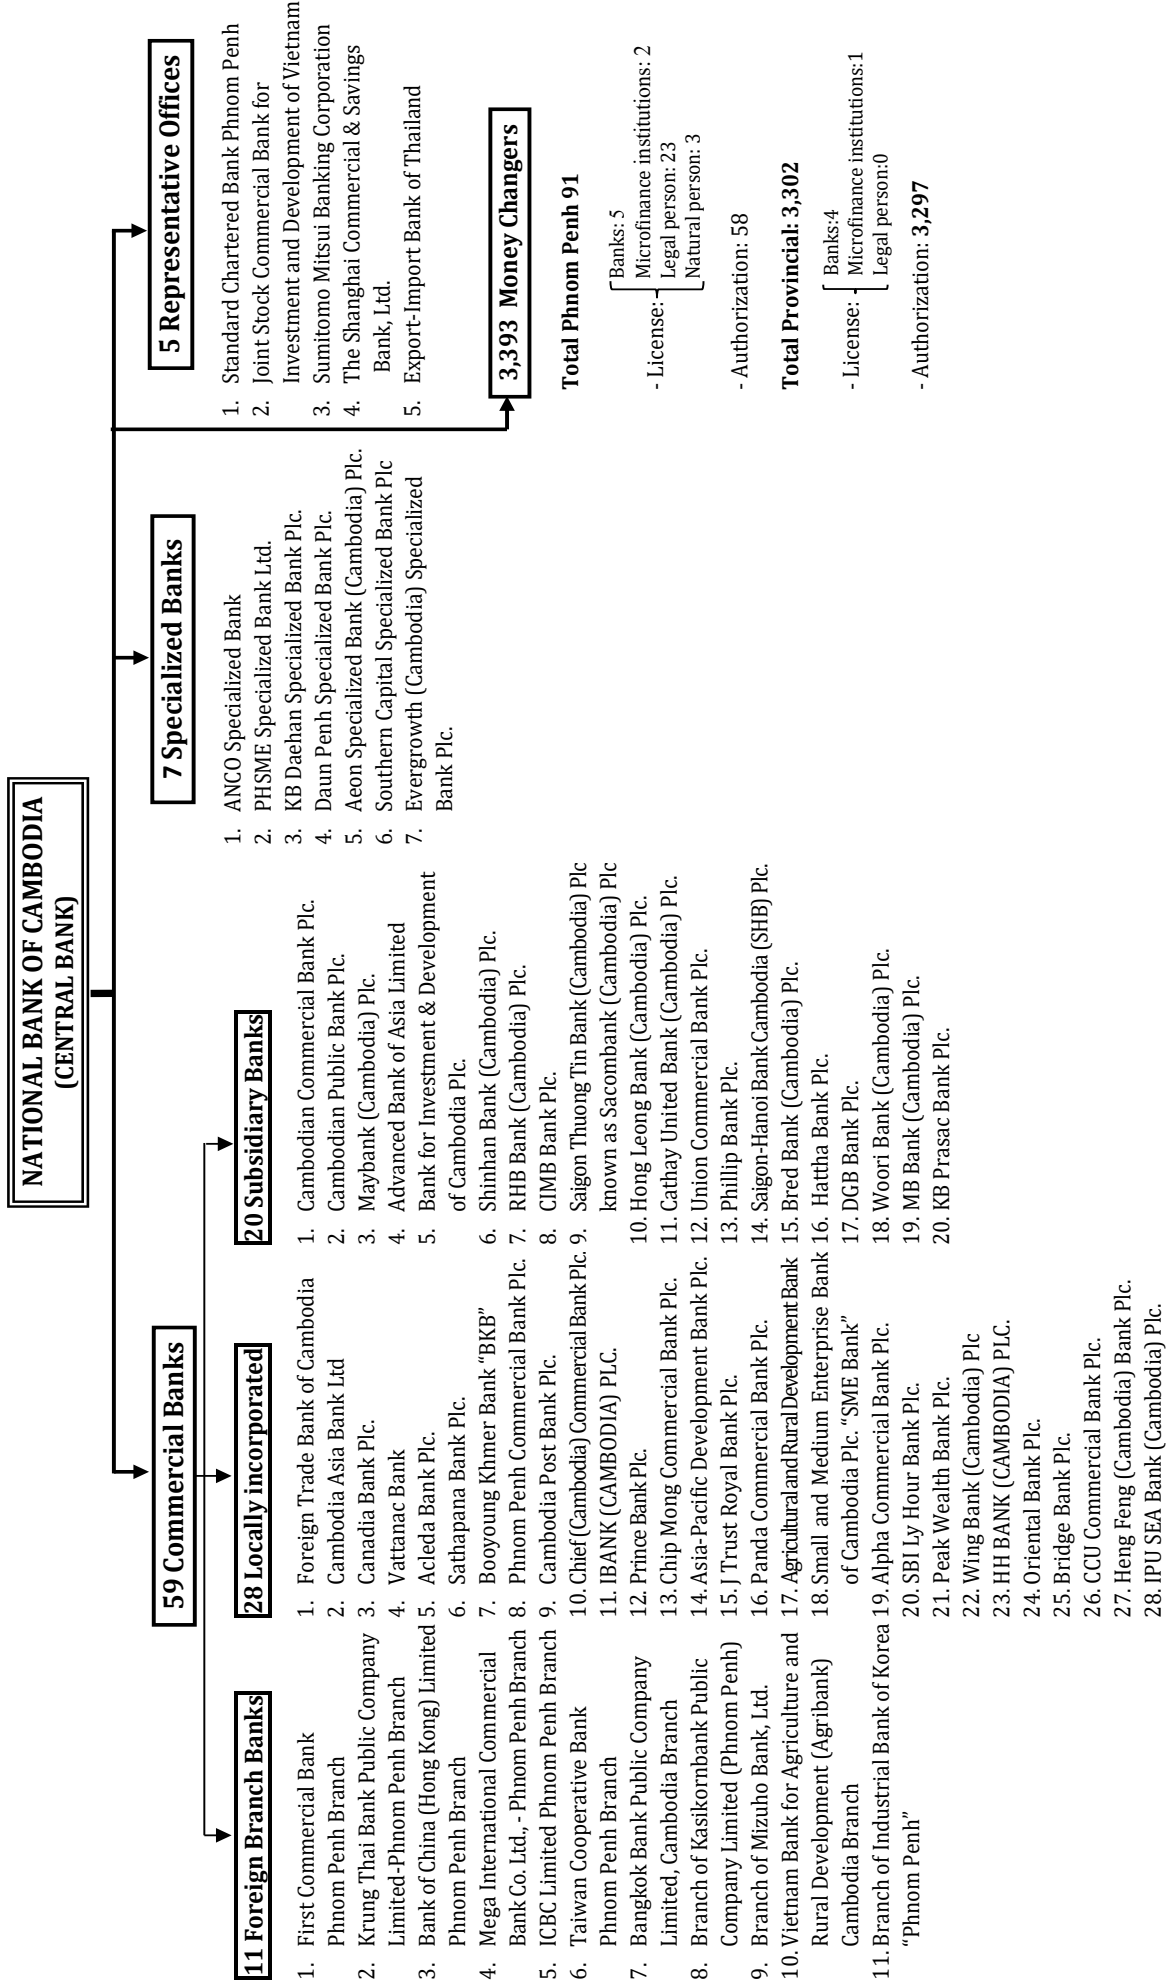 NATIONAL BANK OF CAMBODIA
(CENTRAL BANK)
59 Commercial Banks
11 Foreign Branch Banks
1. First Commercial Bank
Phnom Penh Branch
2. Krung Thai Bank Public Company
Limited-Phnom Penh Branch
3. Bank of China (Hong Kong) Limited
Phnom Penh Branch
4. Mega International Commercial
Bank Co. Ltd., - Phnom Penh Branch
5. ICBC Limited Phnom Penh Branch
6. Taiwan Cooperative Bank
Phnom Penh Branch
7. Bangkok Bank Public Company
Limited, Cambodia Branch
8. Branch of Kasikornbank Public
Company Limited (Phnom Penh)
9. Branch of Mizuho Bank, Ltd.
10. Vietnam Bank for Agriculture and
Rural Development (Agribank)
Cambodia Branch
11. Branch of Industrial Bank of Korea
“Phnom Penh”
28 Locally incorporated
1. Foreign Trade Bank of Cambodia
2. Cambodia Asia Bank Ltd
3. Canadia Bank Plc.
4. Vattanac Bank
5. Acleda Bank Plc.
6. Sathapana Bank Plc.
7. Booyoung Khmer Bank “BKB”
8. Phnom Penh Commercial Bank Plc.
9. Cambodia Post Bank Plc.
10. Chief (Cambodia) Commercial Bank Plc.
11. IBANK (CAMBODIA) PLC.
12. Prince Bank Plc.
13. Chip Mong Commercial Bank Plc.
14. Asia-Pacific Development Bank Plc.
15. J Trust Royal Bank Plc.
16. Panda Commercial Bank Plc.
17. Agricultural and Rural Development Bank
18. Small and Medium Enterprise Bank
of Cambodia Plc. “SME Bank”
19. Alpha Commercial Bank Plc.
20. SBI Ly Hour Bank Plc.
21. Peak Wealth Bank Plc.
22. Wing Bank (Cambodia) Plc
23. HH BANK (CAMBODIA) PLC.
24. Oriental Bank Plc.
25. Bridge Bank Plc.
26. CCU Commercial Bank Plc.
27. Heng Feng (Cambodia) Bank Plc.
28. IPU SEA Bank (Cambodia) Plc.
20 Subsidiary Banks
1. Cambodian Commercial Bank Plc.
2. Cambodian Public Bank Plc.
3. Maybank (Cambodia) Plc.
4. Advanced Bank of Asia Limited
5. Bank for Investment & Development
of Cambodia Plc.
6. Shinhan Bank (Cambodia) Plc.
7. RHB Bank (Cambodia) Plc.
8. CIMB Bank Plc.
9. Saigon Thuong Tin Bank (Cambodia) Plc
known as Sacombank (Cambodia) Plc
10. Hong Leong Bank (Cambodia) Plc.
11. Cathay United Bank (Cambodia) Plc.
12. Union Commercial Bank Plc.
13. Phillip Bank Plc.
14. Saigon-Hanoi Bank Cambodia (SHB) Plc.
15. Bred Bank (Cambodia) Plc.
16. Hattha Bank Plc.
17. DGB Bank Plc.
18. Woori Bank (Cambodia) Plc.
19. MB Bank (Cambodia) Plc.
20. KB Prasac Bank Plc.
7 Specialized Banks
1. ANCO Specialized Bank
2. PHSME Specialized Bank Ltd.
3. KB Daehan Specialized Bank Plc.
4. Daun Penh Specialized Bank Plc.
5. Aeon Specialized Bank (Cambodia) Plc.
6. Southern Capital Specialized Bank Plc
7. Evergrowth (Cambodia) Specialized
Bank Plc.
5 Representative Offices
1. Standard Chartered Bank Phnom Penh
2. Joint Stock Commercial Bank for
Investment and Development of Vietnam
3. Sumitomo Mitsui Banking Corporation
4. The Shanghai Commercial & Savings
Bank, Ltd.
5. Export-Import Bank of Thailand
3,393 Money Changers
Total Phnom Penh 91
- License:
Banks: 5
Microfinance institutions: 2
Legal person: 23
Natural person: 3
- Authorization: 58
Total Provincial: 3,302
- License:
Banks:4
Microfinance institutions:1
Legal person:0
- Authorization: 3,297